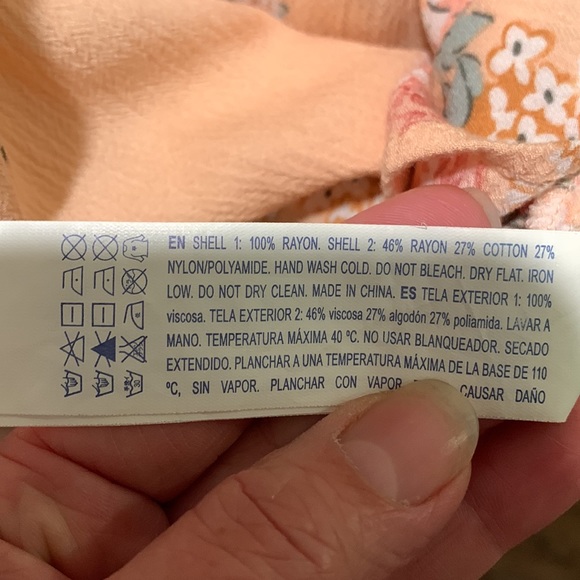 EN SHELL 1: 100% RAYON. SHELL 2: 46% RAYON 27% COTTON 27%
NYLON/POLYAMIDE. HAND WASH COLD. DO NOT BLEACH. DRY FLAT. IRON
LOW. DO NOT DRY CLEAN. MADE IN CHINA. ES TELA EXTERIOR 1: 100%
viscosa. TELA EXTERIOR 2: 46% viscosa 27% algodón 27% poliamida. LAVAR A
MANO. TEMPERATURA MÁXIMA 40 ºC. NO USAR BLANQUEADOR. SECADO
EXTENDIDO. PLANCHAR A UNA TEMPERATURA MÁXIMA DE LA BASE DE 110
ºC, SIN VAPOR. PLANCHAR CON VAPOR CAUSAR DAÑO